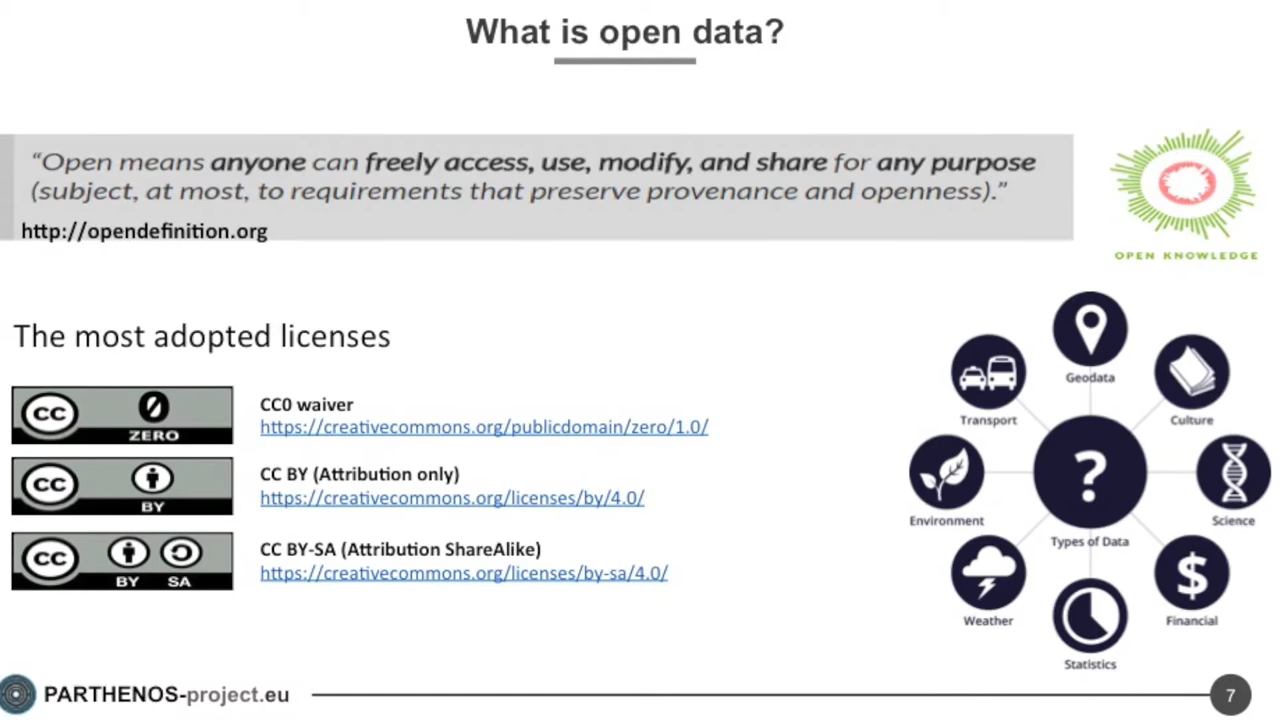 What is open data?
“Open means anyone can freely access, use, modify, and share for any purpose
(subject, at most, to requirements that preserve provenance and openness).”
http://opendefinition.org
OPEN KNOWLEDGE
The most adopted licenses
CC ZERO
CC0 waiver
https://creativecommons.org/publicdomain/zero/1.0/
CC BY
CC BY (Attribution only)
https://creativecommons.org/licenses/by/4.0/
CC BY SA
CC BY-SA (Attribution ShareAlike)
https://creativecommons.org/licenses/by-sa/4.0/
Geodata
Transport
Culture
?
Environment
Science
Types of Data
$
Weather
Financial
Statistics
PARTHENOS-project.eu
7